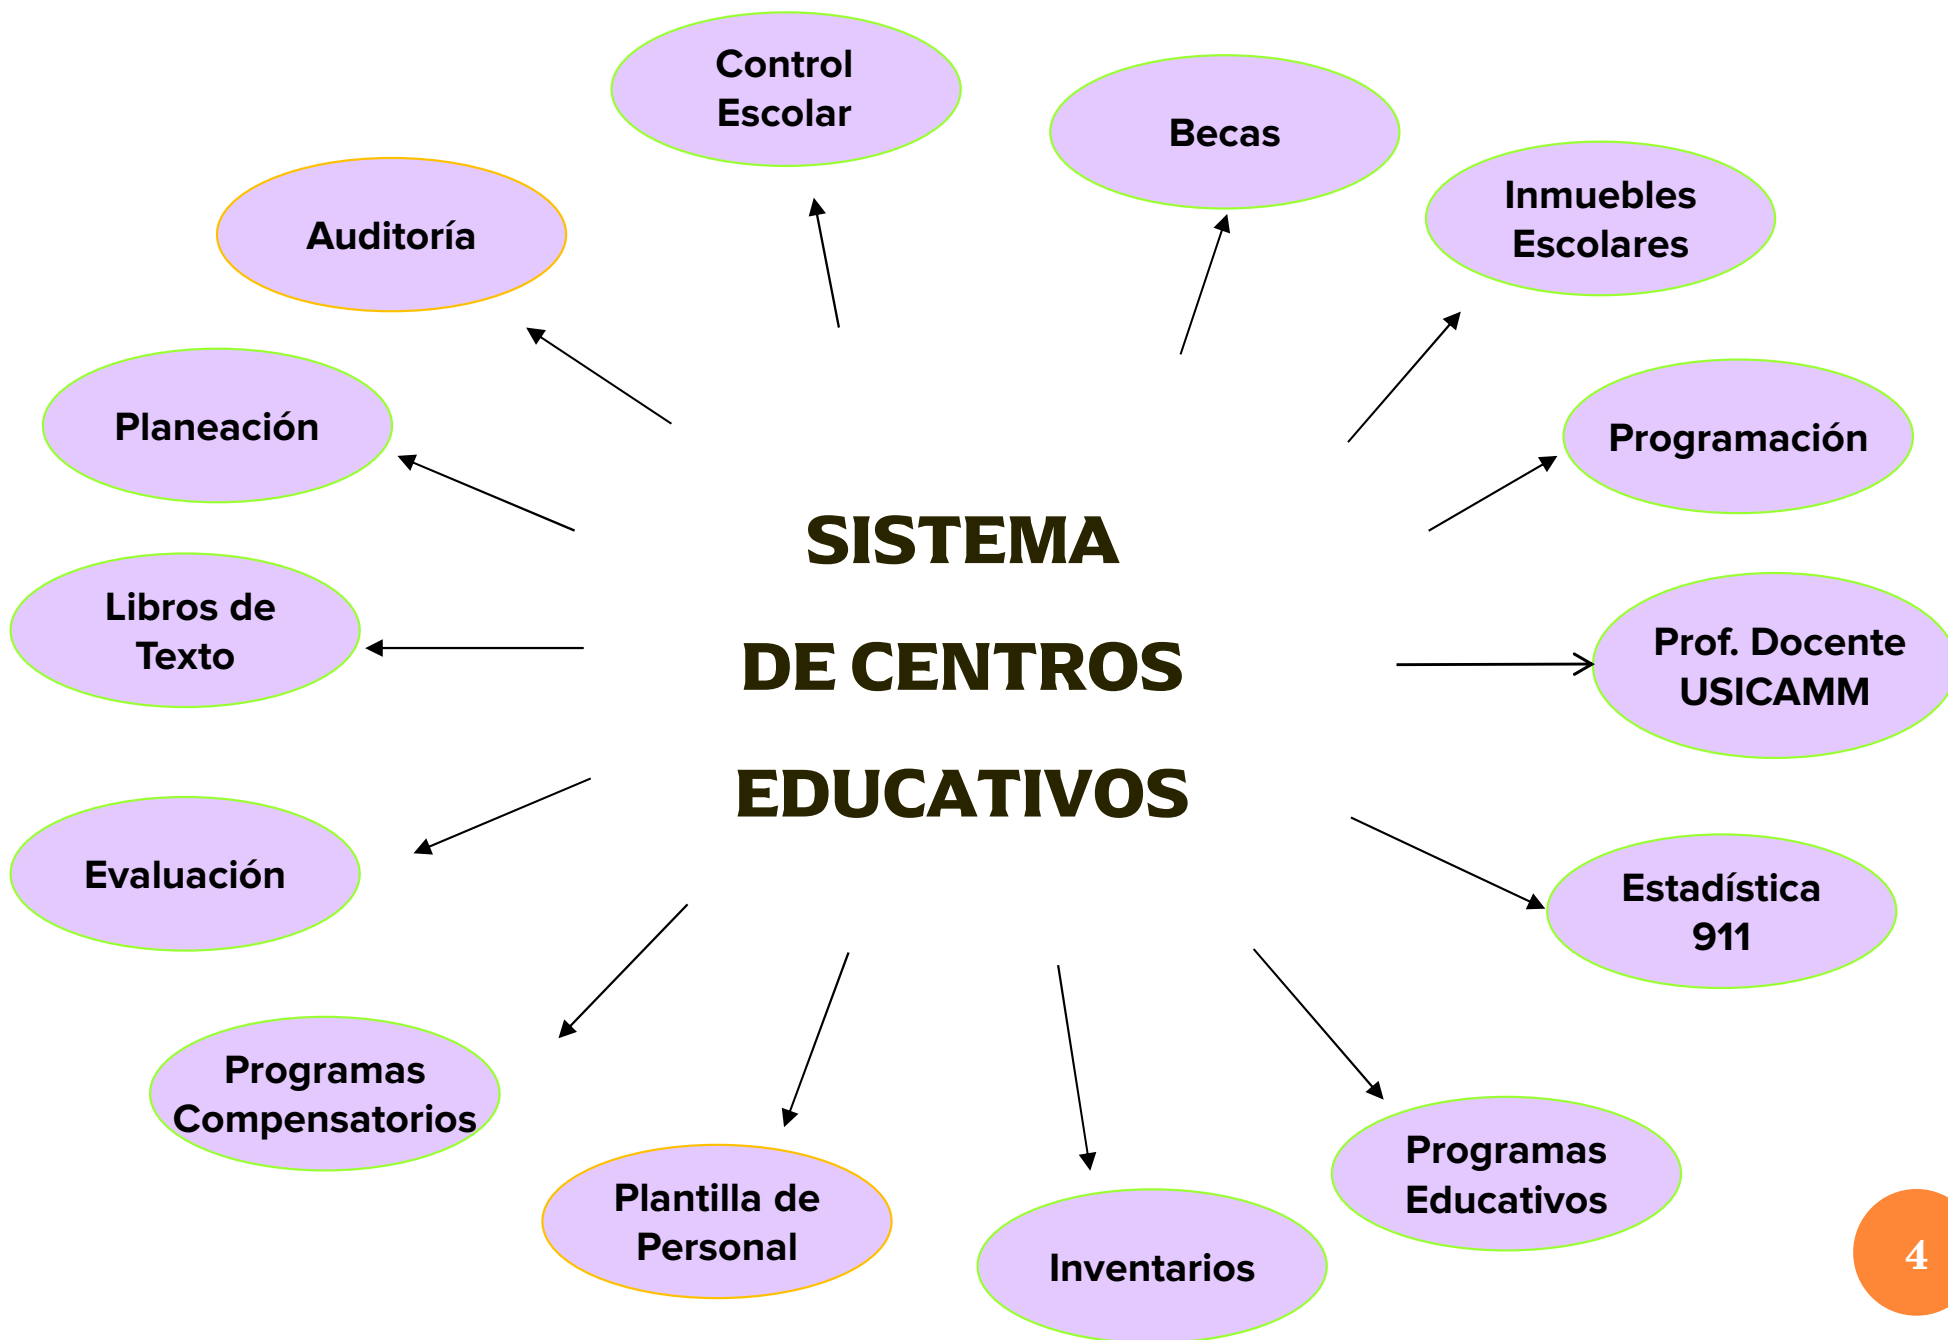 Control
Escolar
Becas
Inmuebles
Escolares
Auditoría
Planeación
Programación
SISTEMA
DE CENTROS
EDUCATIVOS
Libros de
Texto
Prof. Docente
USICAMM
Evaluación
Estadística
911
Programas
Compensatorios
Plantilla de
Personal
Inventarios
Programas
Educativos
4